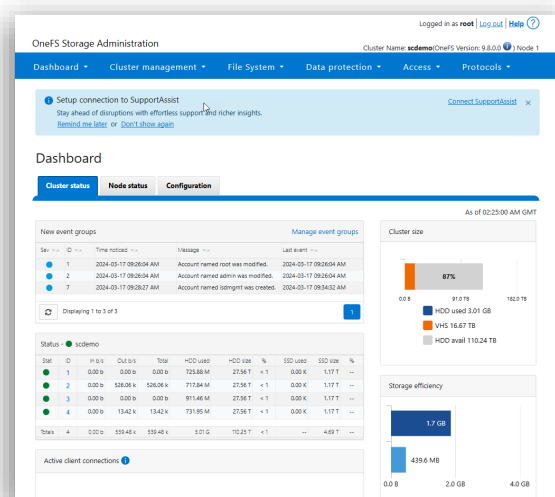 Logged in as root | Log out | Help ?
OneFS Storage Administration
Cluster Name: scdemo(OneFS Version: 9.8.0.0 i) Node 1
Dashboard Cluster management File System Data protection Access Protocols
Setup connection to SupportAssist
Connect SupportAssist ×
Stay ahead of disruptions with effortless support and richer insights.
Remind me later or Don't show again
Dashboard
Cluster status Node status Configuration
As of 02:25:00 AM GMT
New event groups Manage event groups
Sev ID Time noticed Message Last event
1 2024-03-17 09:26:04 AM Account named root was modified. 2024-03-17 09:26:04 AM
2 2024-03-17 09:26:04 AM Account named admin was modified. 2024-03-17 09:26:04 AM
7 2024-03-17 09:28:27 AM Account named lsdmgmt was created. 2024-03-17 09:34:32 AM
Displaying 1 to 3 of 3 1
Status - scdemo
Stat ID In b/s Out b/s Total HDD used HDD size % SSD used SSD size %
1 0.00 b 0.00 b 0.00 b 725.88 M 27.56 T < 1 0.00 K 1.17 T --
2 0.00 b 526.06 k 526.06 k 717.84 M 27.56 T < 1 0.00 K 1.17 T --
3 0.00 b 0.00 b 0.00 b 911.46 M 27.56 T < 1 0.00 K 1.17 T --
4 0.00 b 13.42 k 13.42 k 731.95 M 27.56 T < 1 0.00 K 1.17 T --
Totals 4 0.00 b 539.48 k 539.48 k 3.01 G 110.25 T < 1 -- 4.69 T --
Active client connections i
Cluster size
87%
0.0 B 91.0 TB 182.0 TB
HDD used 3.01 GB
VHS 16.67 TB
HDD avail 110.24 TB
Storage efficiency
1.7 GB
439.6 MB
0.0 B 2.0 GB 4.0 GB